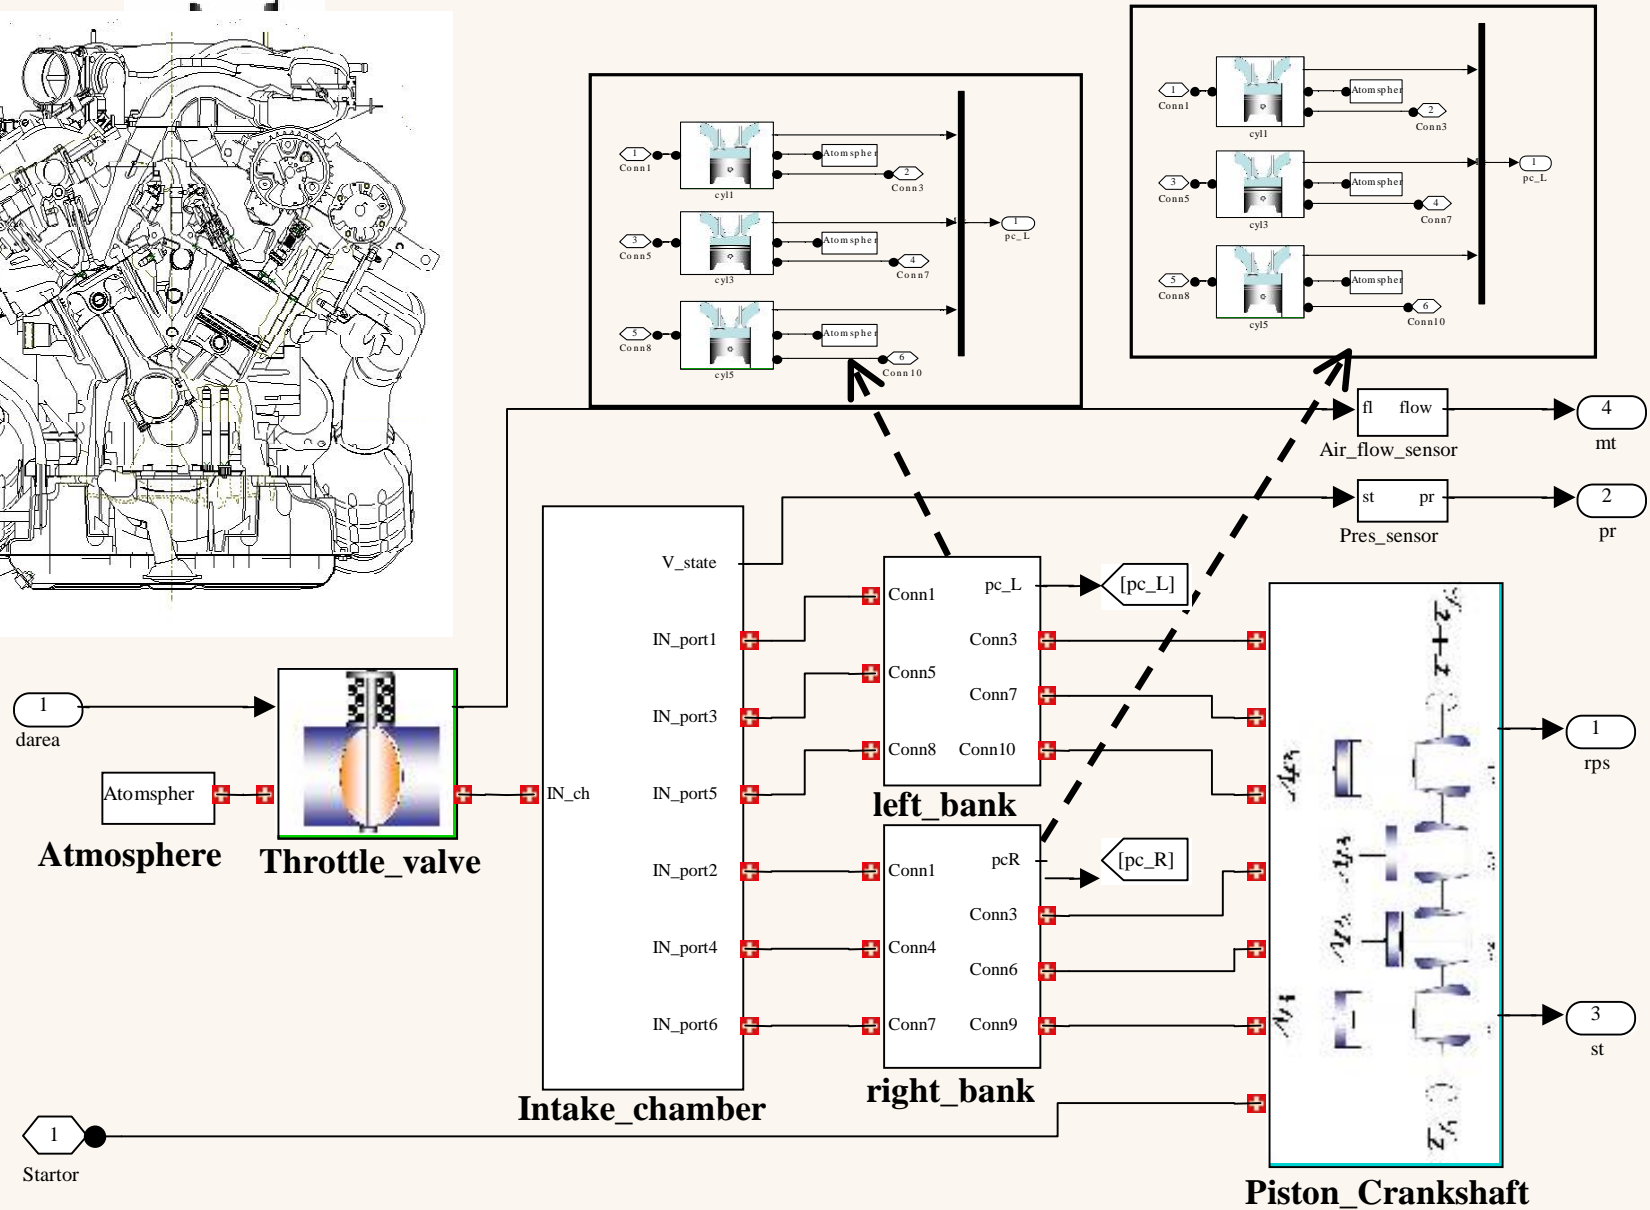 1
Conn1
cyl1
Atomspher
2
Conn3
3
Conn5
cyl3
Atomspher
4
Conn7
1
pc_L
5
Conn8
cyl5
Atomspher
6
Conn10
1
Conn1
cyl1
Atomspher
2
Conn3
3
Conn5
cyl3
Atomspher
4
Conn7
1
pc_L
5
Conn8
cyl5
Atomspher
6
Conn10
fl flow
Air_flow_sensor
4
mt
st pr
Pres_sensor
2
pr
V_state
IN_port1
IN_port3
IN_port5
IN_port2
IN_port4
IN_port6
IN_ch
Intake_chamber
Conn1
pc_L
[pc_L]
Conn3
Conn5
Conn7
Conn8
Conn10
left_bank
Conn1
pcR
[pc_R]
Conn3
Conn4
Conn6
Conn7
Conn9
right_bank
1
darea
Atomspher
Atmosphere
Throttle_valve
1
rps
3
st
1
Startor
Piston_Crankshaft